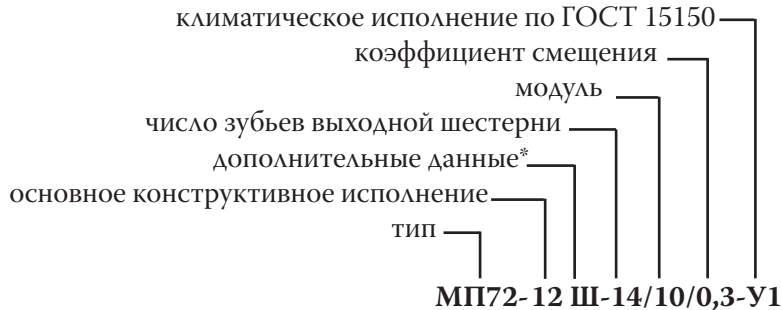 климатическое исполнение по ГОСТ 15150
коэффициент смещения
модуль
число зубьев выходной шестерни
дополнительные данные*
основное конструктивное исполнение
тип
МП72-12 Ш-14/10/0,3-У1